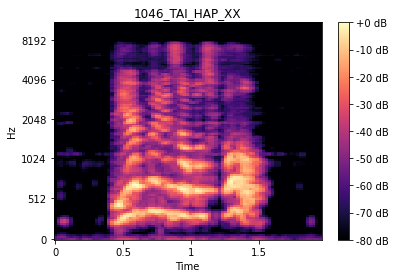 1046_TAI_HAP_XX
+0 dB
8192
-10 dB
4096
-20 dB
-30 dB
2048
Hz
-40 dB
1024
-50 dB
512
-60 dB
-70 dB
0
-80 dB
0
0.5
1
1.5
Time